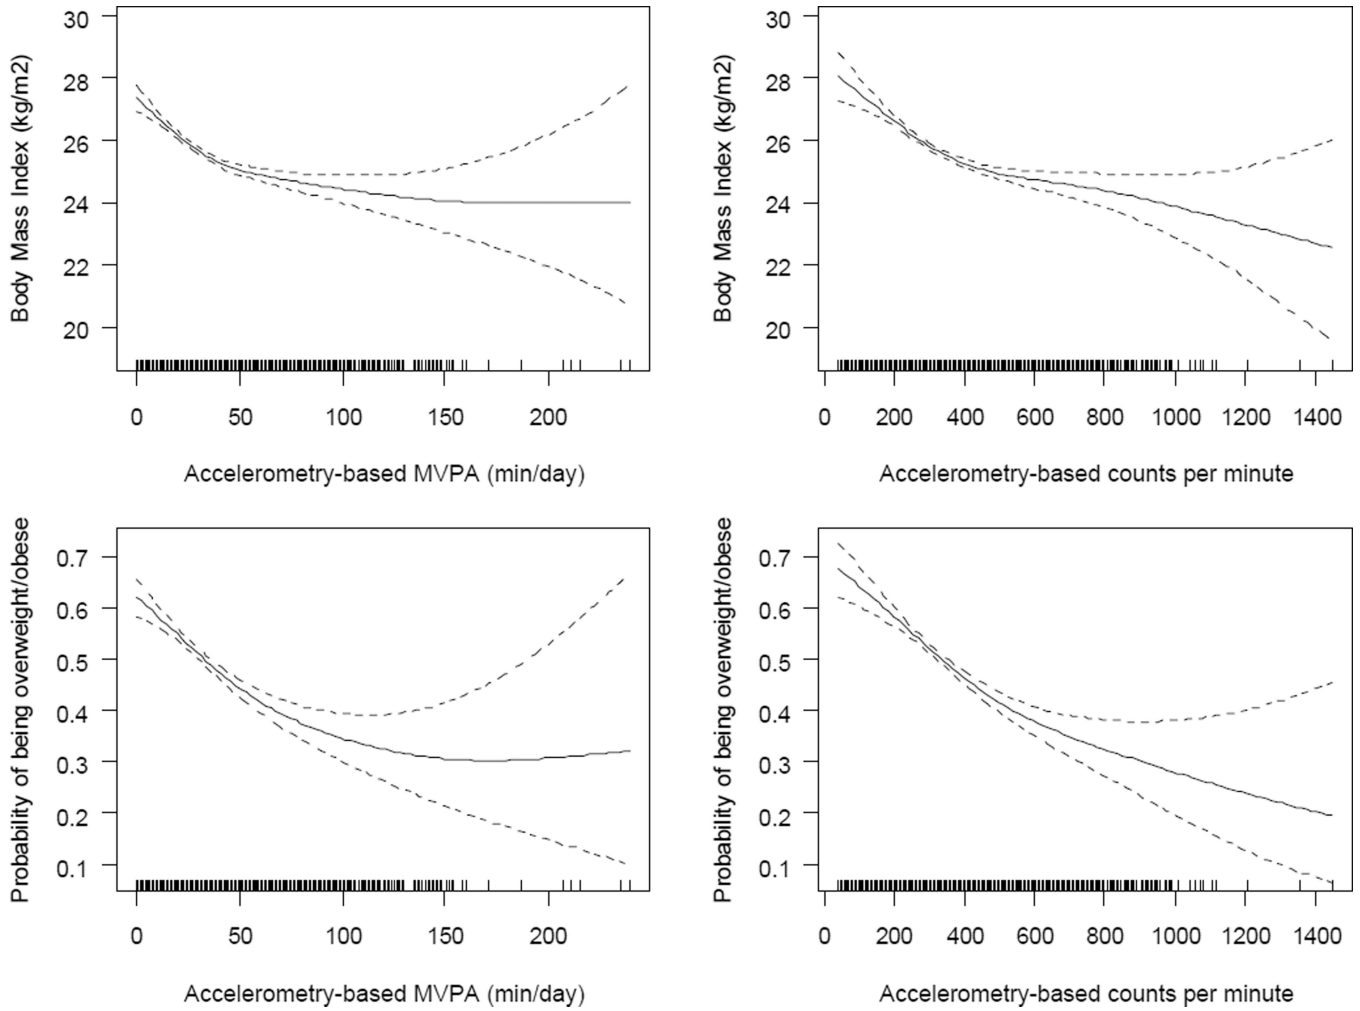 Body Mass Index (kg/m2)
30
28
26
24
22
20
0 50 100 150 200
Accelerometry-based MVPA (min/day)
Body Mass Index (kg/m2)
30
28
26
24
22
20
0 200 400 600 800 1000 1200 1400
Accelerometry-based counts per minute
Probability of being overweight/obese
0.7
0.6
0.5
0.4
0.3
0.2
0.1
0 50 100 150 200
Accelerometry-based MVPA (min/day)
Probability of being overweight/obese
0.7
0.6
0.5
0.4
0.3
0.2
0.1
0 200 400 600 800 1000 1200 1400
Accelerometry-based counts per minute